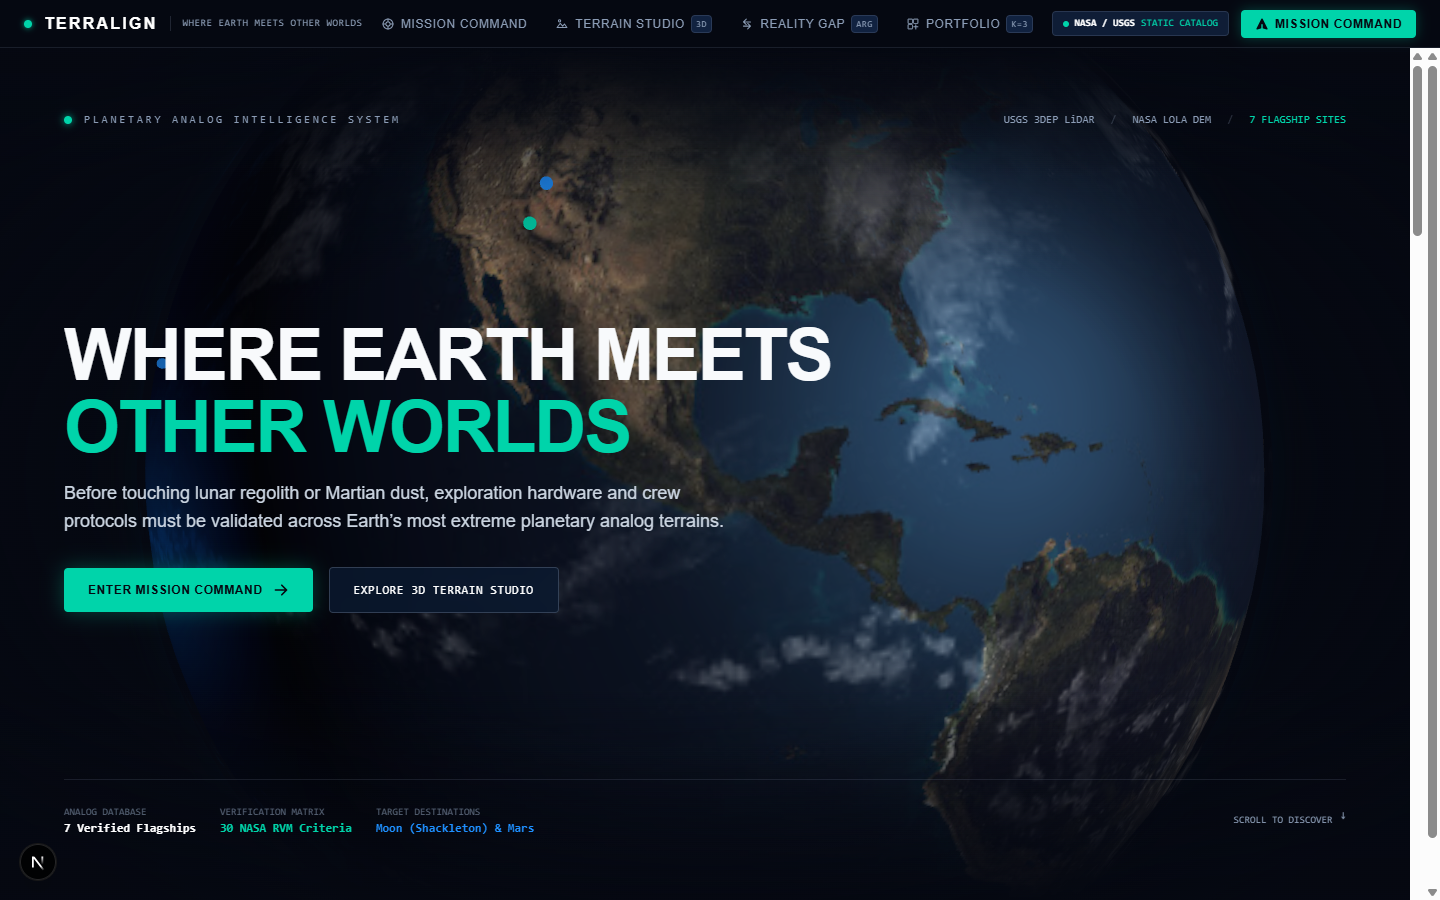 TERRALIGN
WHERE EARTH MEETS OTHER WORLDS
MISSION COMMAND
TERRAIN STUDIO 3D
REALITY GAP ARG
PORTFOLIO K=3
NASA / USGS STATIC CATALOG
MISSION COMMAND
PLANETARY ANALOG INTELLIGENCE SYSTEM
USGS 3DEP LiDAR / NASA LOLA DEM / 7 FLAGSHIP SITES
WHERE EARTH MEETS
OTHER WORLDS
Before touching lunar regolith or Martian dust, exploration hardware and crew
protocols must be validated across Earth’s most extreme planetary analog terrains.
ENTER MISSION COMMAND →
EXPLORE 3D TERRAIN STUDIO
ANALOG DATABASE
7 Verified Flagships
VERIFICATION MATRIX
30 NASA RVM Criteria
TARGET DESTINATIONS
Moon (Shackleton) & Mars
SCROLL TO DISCOVER ↓
N